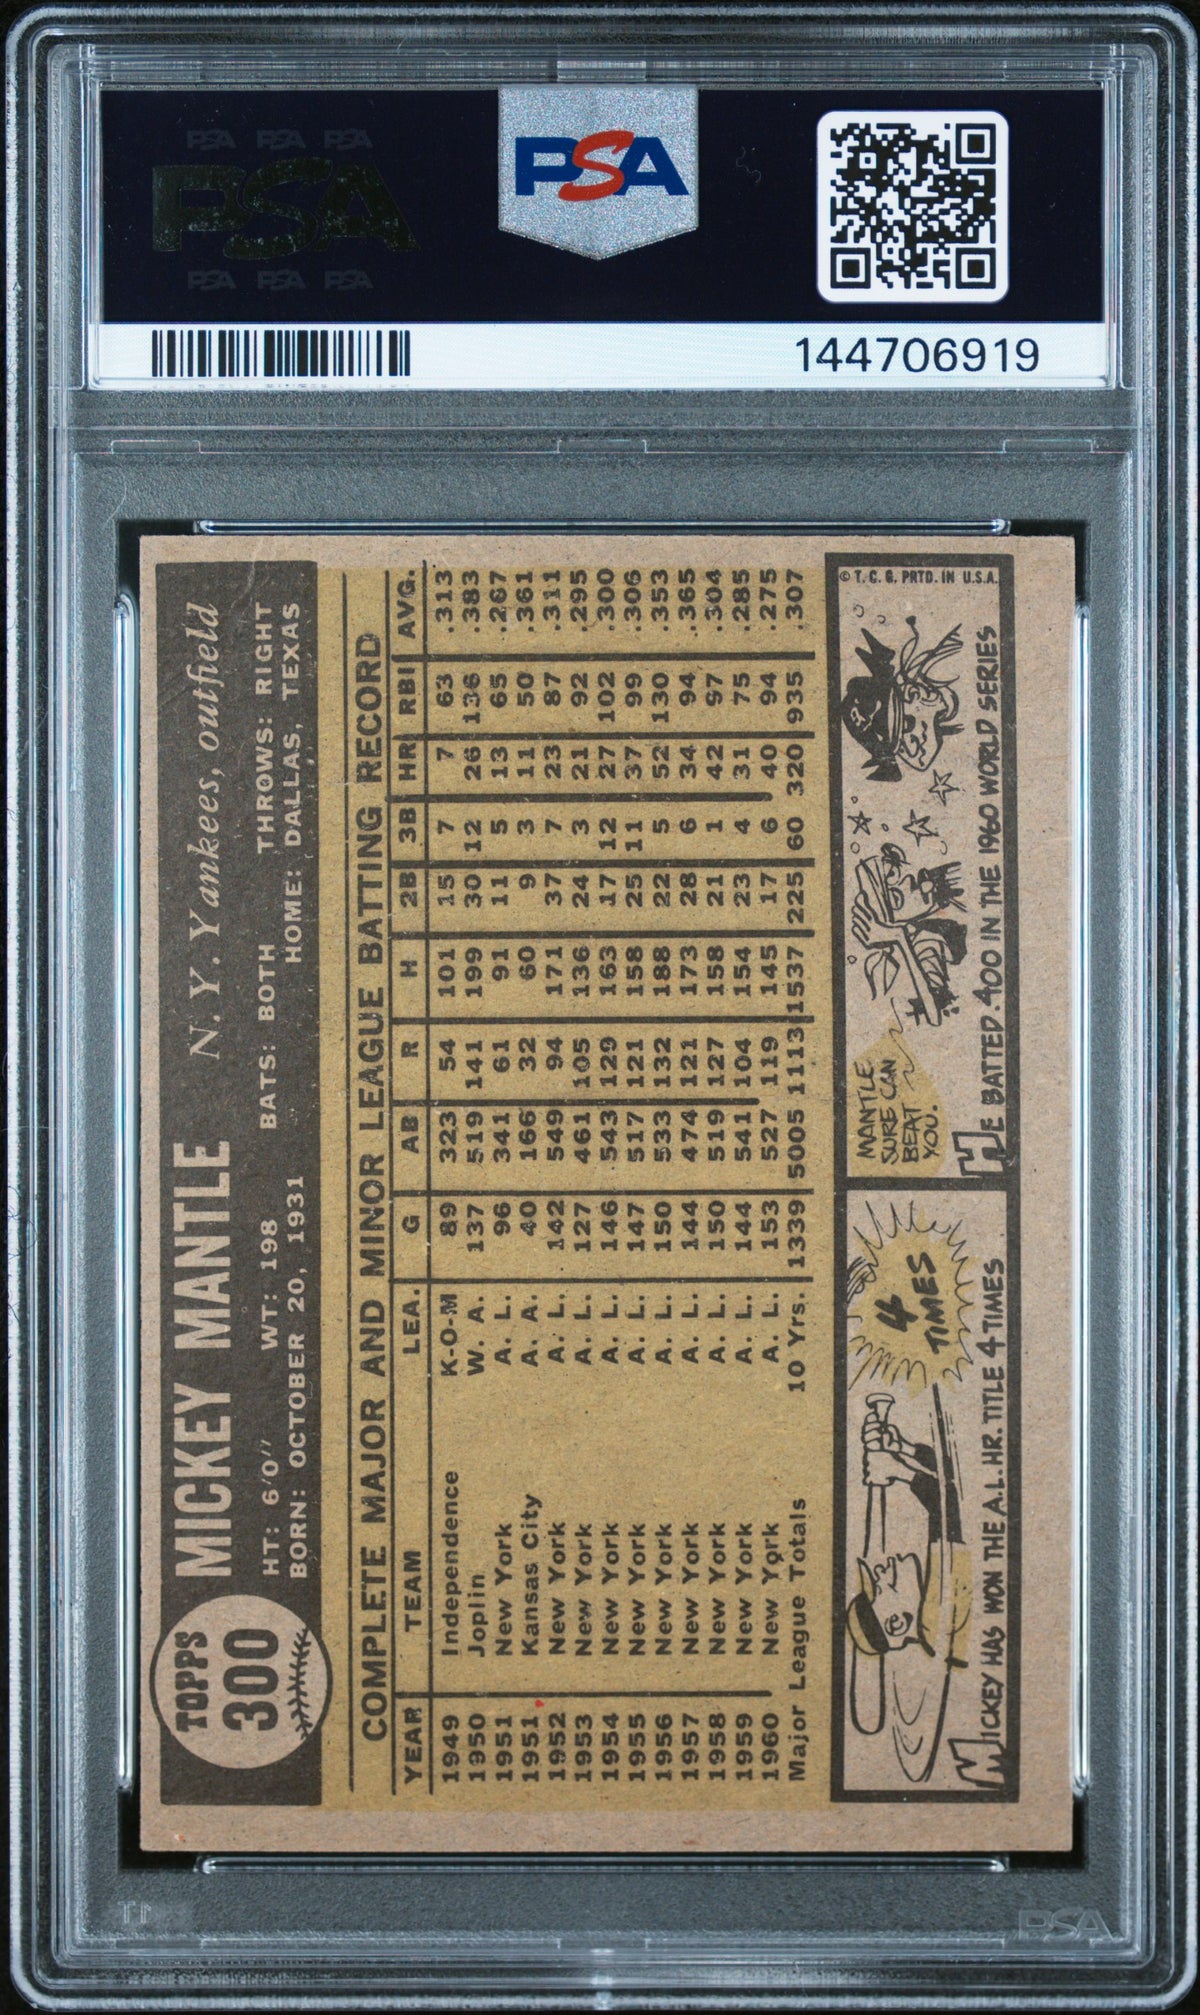 PSA PSA PSA
PSA
PSA PSA PSA
PSA
144706919
TOPPS
300
MICKEY MANTLE N. Y. Yankees, outfield
HT: 6'0" WT: 198 BATS: BOTH THROWS: RIGHT
BORN: OCTOBER 20, 1931 HOME: DALLAS, TEXAS
COMPLETE MAJOR AND MINOR LEAGUE BATTING RECORD
YEAR TEAM LEA. G AB R H 2B 3B HR RBI AVG.
1949 Independence K-O-M 89 323 54 101 15 7 7 63 .313
1950 Joplin W. A. 137 519 141 199 30 12 26 136 .383
1951 New York A. L. 96 341 61 91 11 5 13 65 .267
1951 Kansas City A. A. 40 166 32 60 9 3 11 50 .361
1952 New York A. L. 142 549 94 171 37 7 23 87 .311
1953 New York A. L. 127 461 105 136 24 3 21 92 .295
1954 New York A. L. 146 543 129 163 17 12 27 102 .300
1955 New York A. L. 147 517 121 158 25 11 37 99 .306
1956 New York A. L. 150 533 132 188 22 5 52 130 .353
1957 New York A. L. 144 474 121 173 28 6 34 94 .365
1958 New York A. L. 150 519 127 158 21 1 42 97 .304
1959 New York A. L. 144 541 104 154 23 4 31 75 .285
1960 New York A. L. 153 527 119 145 17 6 40 94 .275
Major League Totals 10 Yrs. 1339 5005 1113 1537 225 60 320 935 .307
4
TIMES
MICKEY HAS WON THE A.L. HR. TITLE 4-TIMES
MANTLE
SURE CAN
BEAT
YOU.
HE BATTED .400 IN THE 1960 WORLD SERIES
© T. C. G. PRTD. IN U.S.A.
PSA